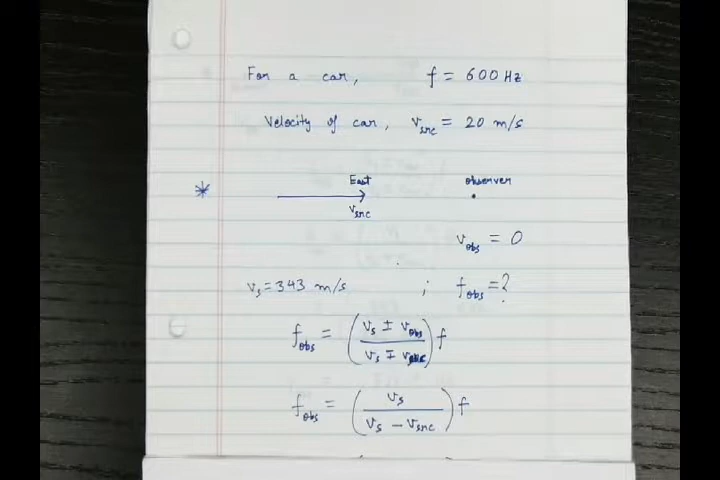 For a car, f = 600 Hz
Velocity of car, v_src = 20 m/s
* East observer
v_src
v_obs = 0
v_s = 343 m/s ; f_obs = ?
f_obs = ( (v_s ± v_obs) / (v_s ∓ v_src) ) f
f_obs = ( v_s / (v_s - v_src) ) f